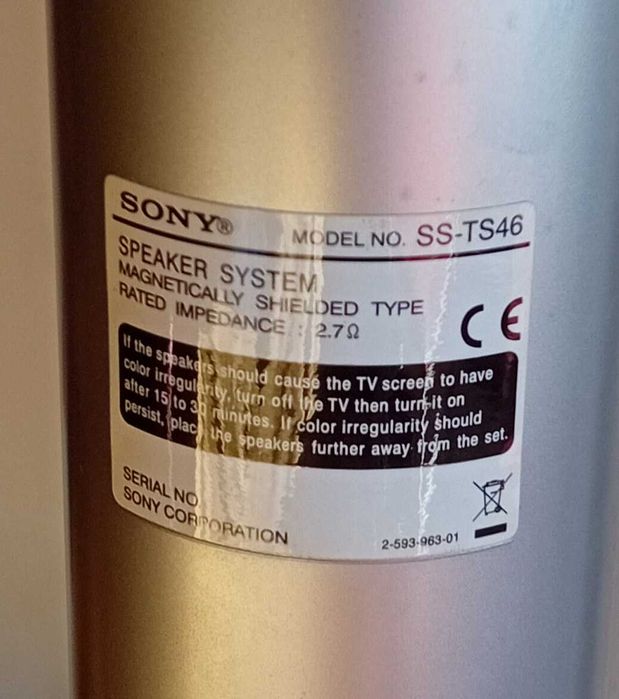 SONY®
MODEL NO. SS-TS46
SPEAKER SYSTEM
MAGNETICALLY SHIELDED TYPE
RATED IMPEDANCE : 2.7Ω
CE
If the speakers should cause the TV screen to have
color irregularity, turn off the TV then turn it on
after 15 to 30 minutes. If color irregularity should
persist, place the speakers further away from the set.
SERIAL NO
SONY CORPORATION
2-593-963-01